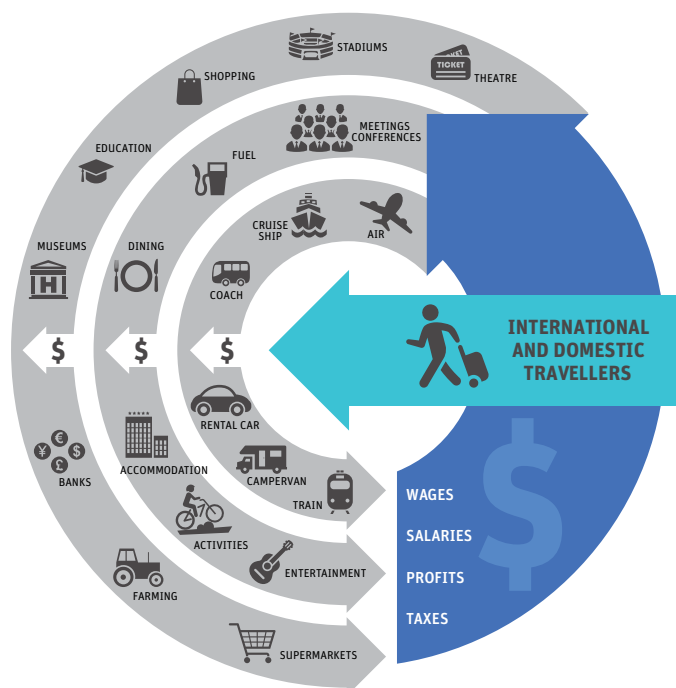 STADIUMS
TICKET
THEATRE
SHOPPING
EDUCATION
MUSEUMS
H
MEETINGS
CONFERENCES
FUEL
DINING
CRUISE
SHIP
AIR
COACH
$
$
$
INTERNATIONAL
AND DOMESTIC
TRAVELLERS
RENTAL CAR
CAMPERVAN
TRAIN
ACCOMMODATION
ACTIVITIES
ENTERTAINMENT
€
¥ $
£
BANKS
FARMING
SUPERMARKETS
WAGES
SALARIES
PROFITS
TAXES
$